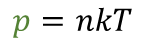 p = nkT